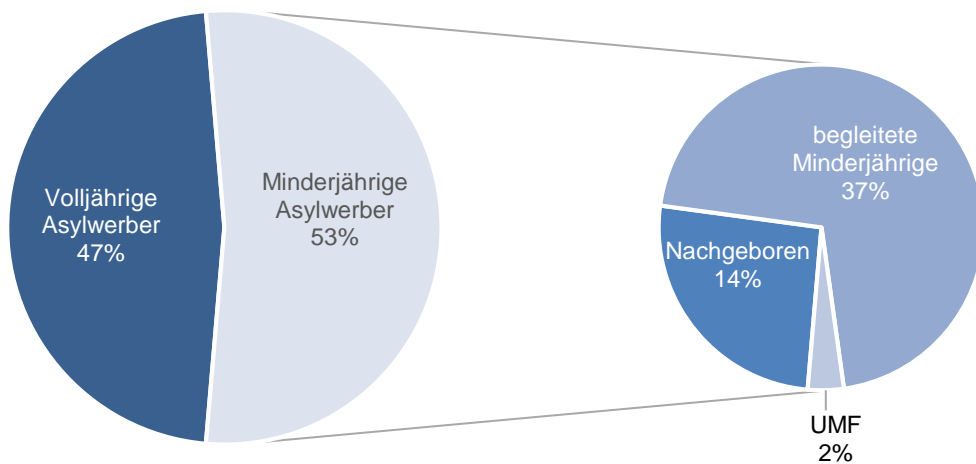 Volljährige
Asylwerber
47%
Minderjährige
Asylwerber
53%
begleitete
Minderjährige
37%
Nachgeboren
14%
UMF
2%